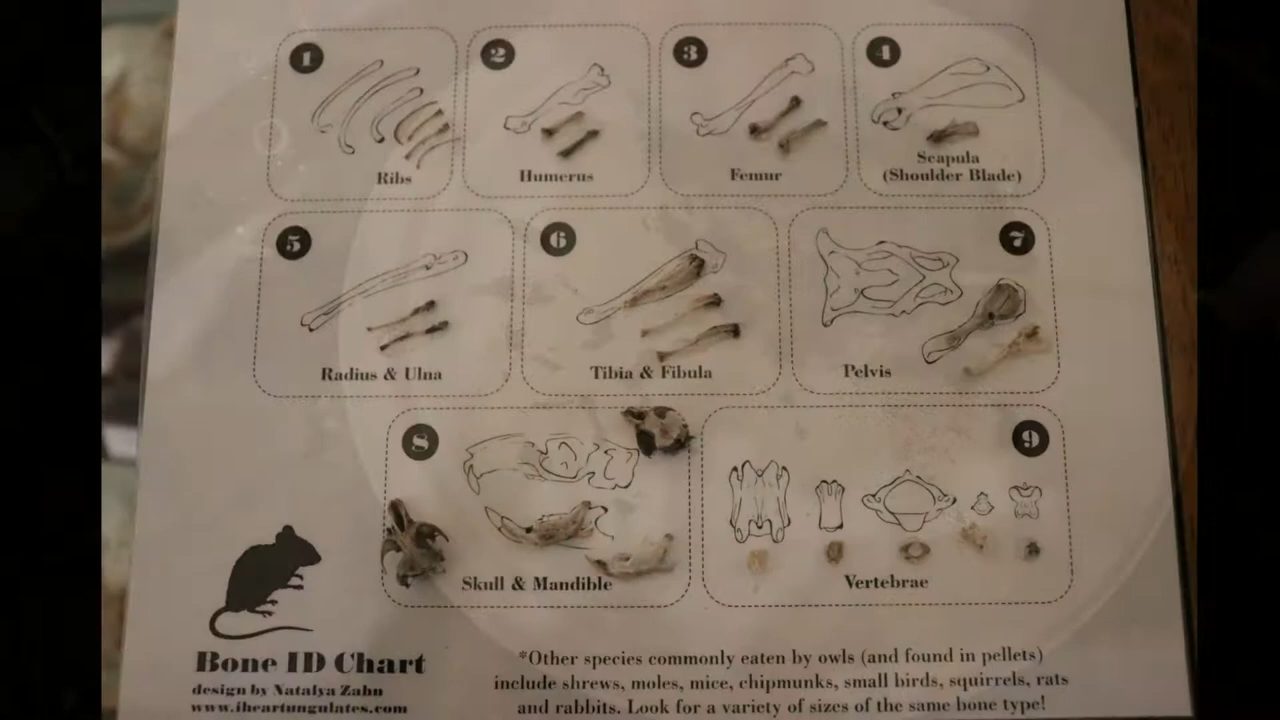 1
Ribs
2
Humerus
3
Femur
4
Scapula
(Shoulder Blade)
5
Radius & Ulna
6
Tibia & Fibula
7
Pelvis
8
Skull & Mandible
9
Vertebrae
Bone ID Chart
design by Natalya Zahn
www.iheartungulates.com
*Other species commonly eaten by owls (and found in pellets)
include shrews, moles, mice, chipmunks, small birds, squirrels, rats
and rabbits. Look for a variety of sizes of the same bone type!